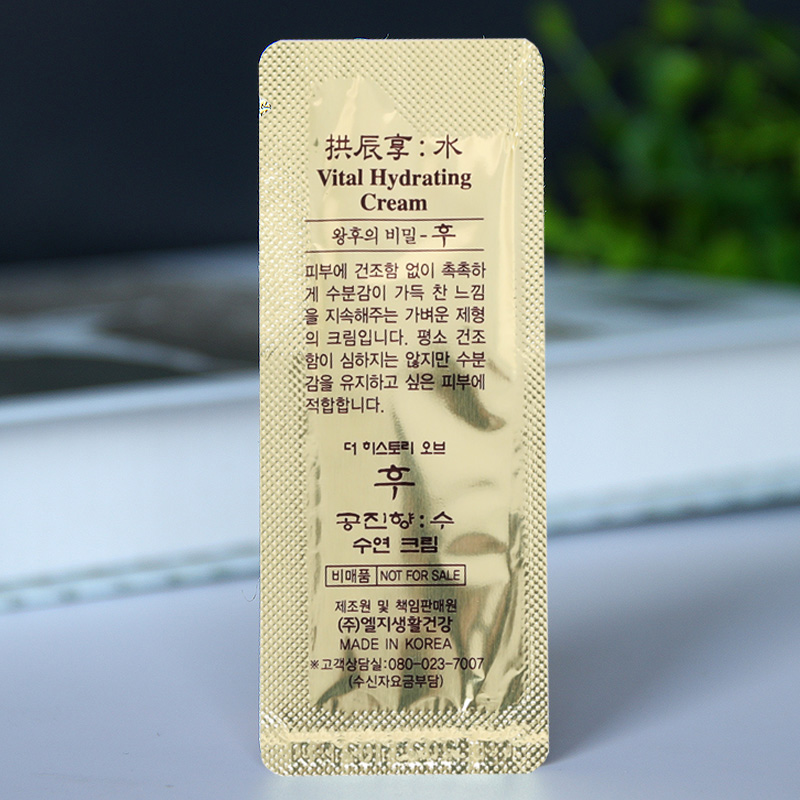 拱辰享:水
Vital Hydrating
Cream
왕후의 비밀-후
피부에 건조함 없이 촉촉하
게 수분감이 가득 찬 느낌
을 지속해주는 가벼운 제형
의 크림입니다. 평소 건조
함이 심하지는 않지만 수분
감을 유지하고 싶은 피부에
적합합니다.
더 히스토리 오브
후
공진향:수
수연 크림
비매품 NOT FOR SALE
제조원 및 책임판매원
(주)엘지생활건강
MADE IN KOREA
※고객상담실:080-023-7007
(수신자요금부담)